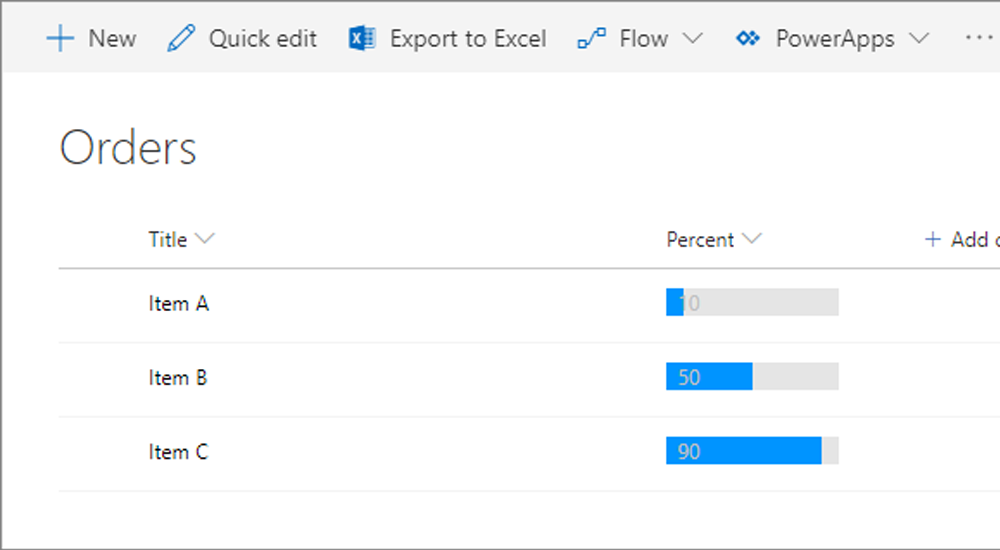 New Quick edit Export to Excel Flow PowerApps ...
Orders
Title Percent + Add
Item A 10
Item B 50
Item C 90